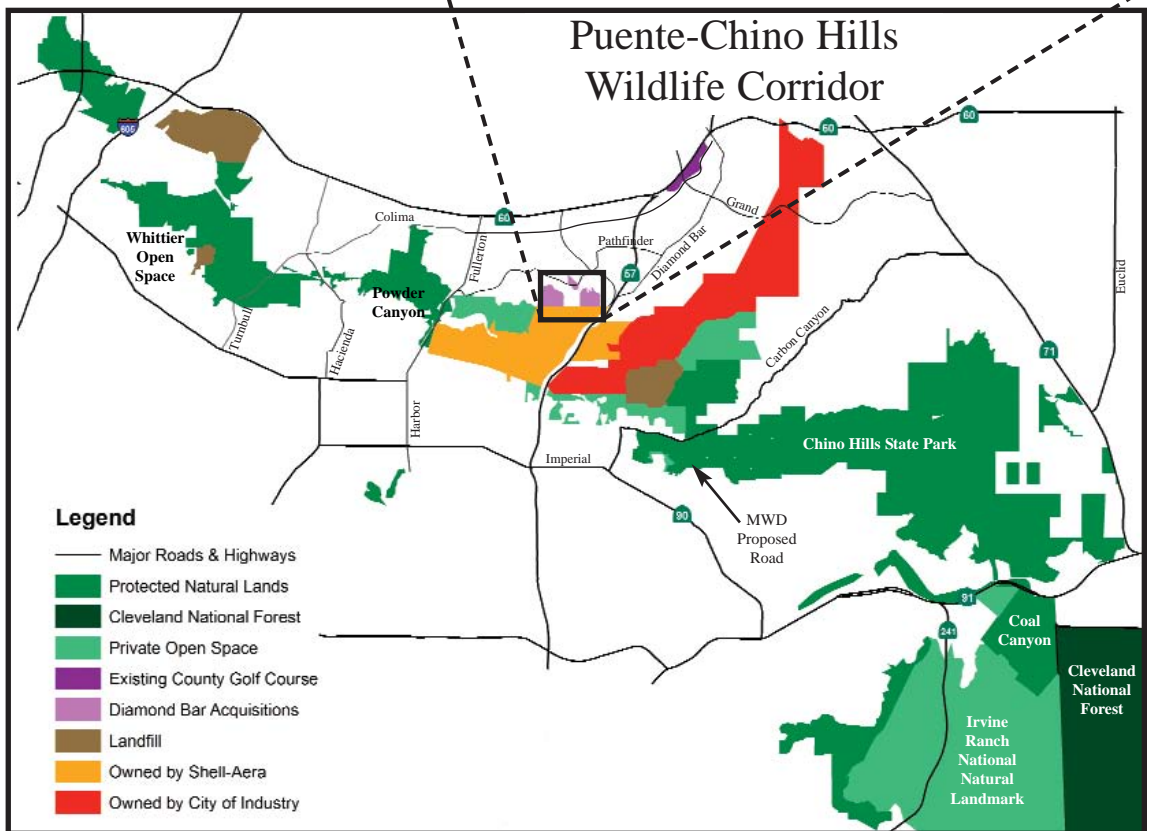 Puente-Chino Hills
Wildlife Corridor
605
60
60
60
Grand
Colima
Fullerton
Pathfinder
Diamond Bar
57
Whittier
Open
Space
Powder
Canyon
Euclid
Turnbull
Hacienda
Harbor
Carbon Canyon
71
Chino Hills State Park
Imperial
90
MWD
Proposed
Road
91
241
Coal
Canyon
Cleveland
National
Forest
Irvine
Ranch
National
Natural
Landmark
Legend
Major Roads & Highways
Protected Natural Lands
Cleveland National Forest
Private Open Space
Existing County Golf Course
Diamond Bar Acquisitions
Landfill
Owned by Shell-Aera
Owned by City of Industry